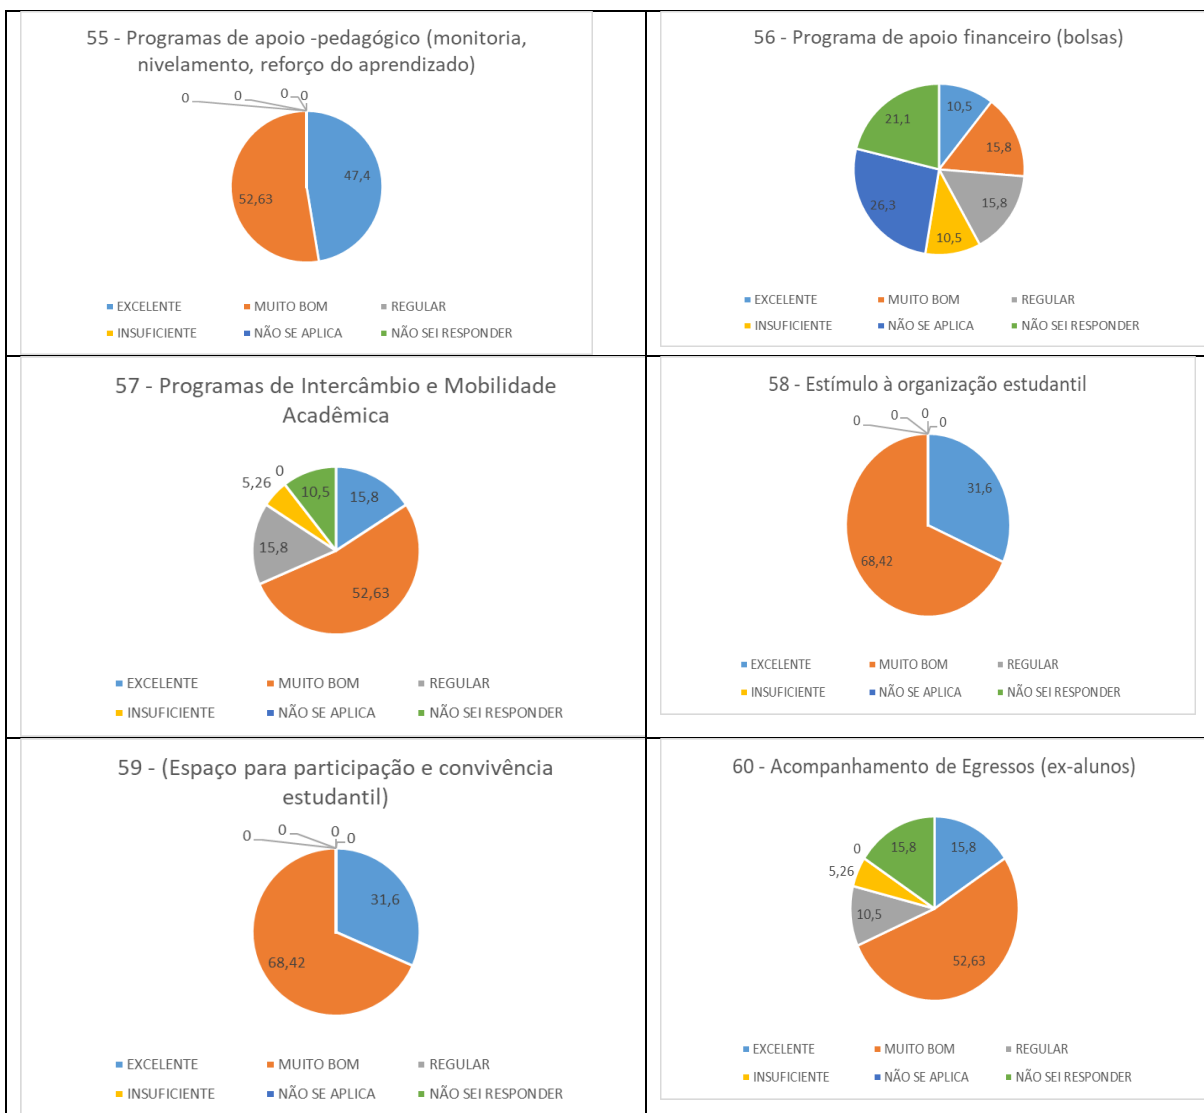 55 - Programas de apoio -pedagógico (monitoria,
nivelamento, reforço do aprendizado)
0 0 0 0
47,4
52,63
EXCELENTE MUITO BOM REGULAR
INSUFICIENTE NÃO SE APLICA NÃO SEI RESPONDER
56 - Programa de apoio financeiro (bolsas)
10,5
21,1
15,8
26,3
15,8
10,5
EXCELENTE MUITO BOM REGULAR
INSUFICIENTE NÃO SE APLICA NÃO SEI RESPONDER
57 - Programas de Intercâmbio e Mobilidade
Acadêmica
0
5,26
10,5 15,8
15,8
52,63
EXCELENTE MUITO BOM REGULAR
INSUFICIENTE NÃO SE APLICA NÃO SEI RESPONDER
58 - Estímulo à organização estudantil
0 0 0 0
31,6
68,42
EXCELENTE MUITO BOM REGULAR
INSUFICIENTE NÃO SE APLICA NÃO SEI RESPONDER
59 - (Espaço para participação e convivência
estudantil)
0 0 0 0
31,6
68,42
EXCELENTE MUITO BOM REGULAR
INSUFICIENTE NÃO SE APLICA NÃO SEI RESPONDER
60 - Acompanhamento de Egressos (ex-alunos)
0 15,8 15,8
5,26
10,5
52,63
EXCELENTE MUITO BOM REGULAR
INSUFICIENTE NÃO SE APLICA NÃO SEI RESPONDER